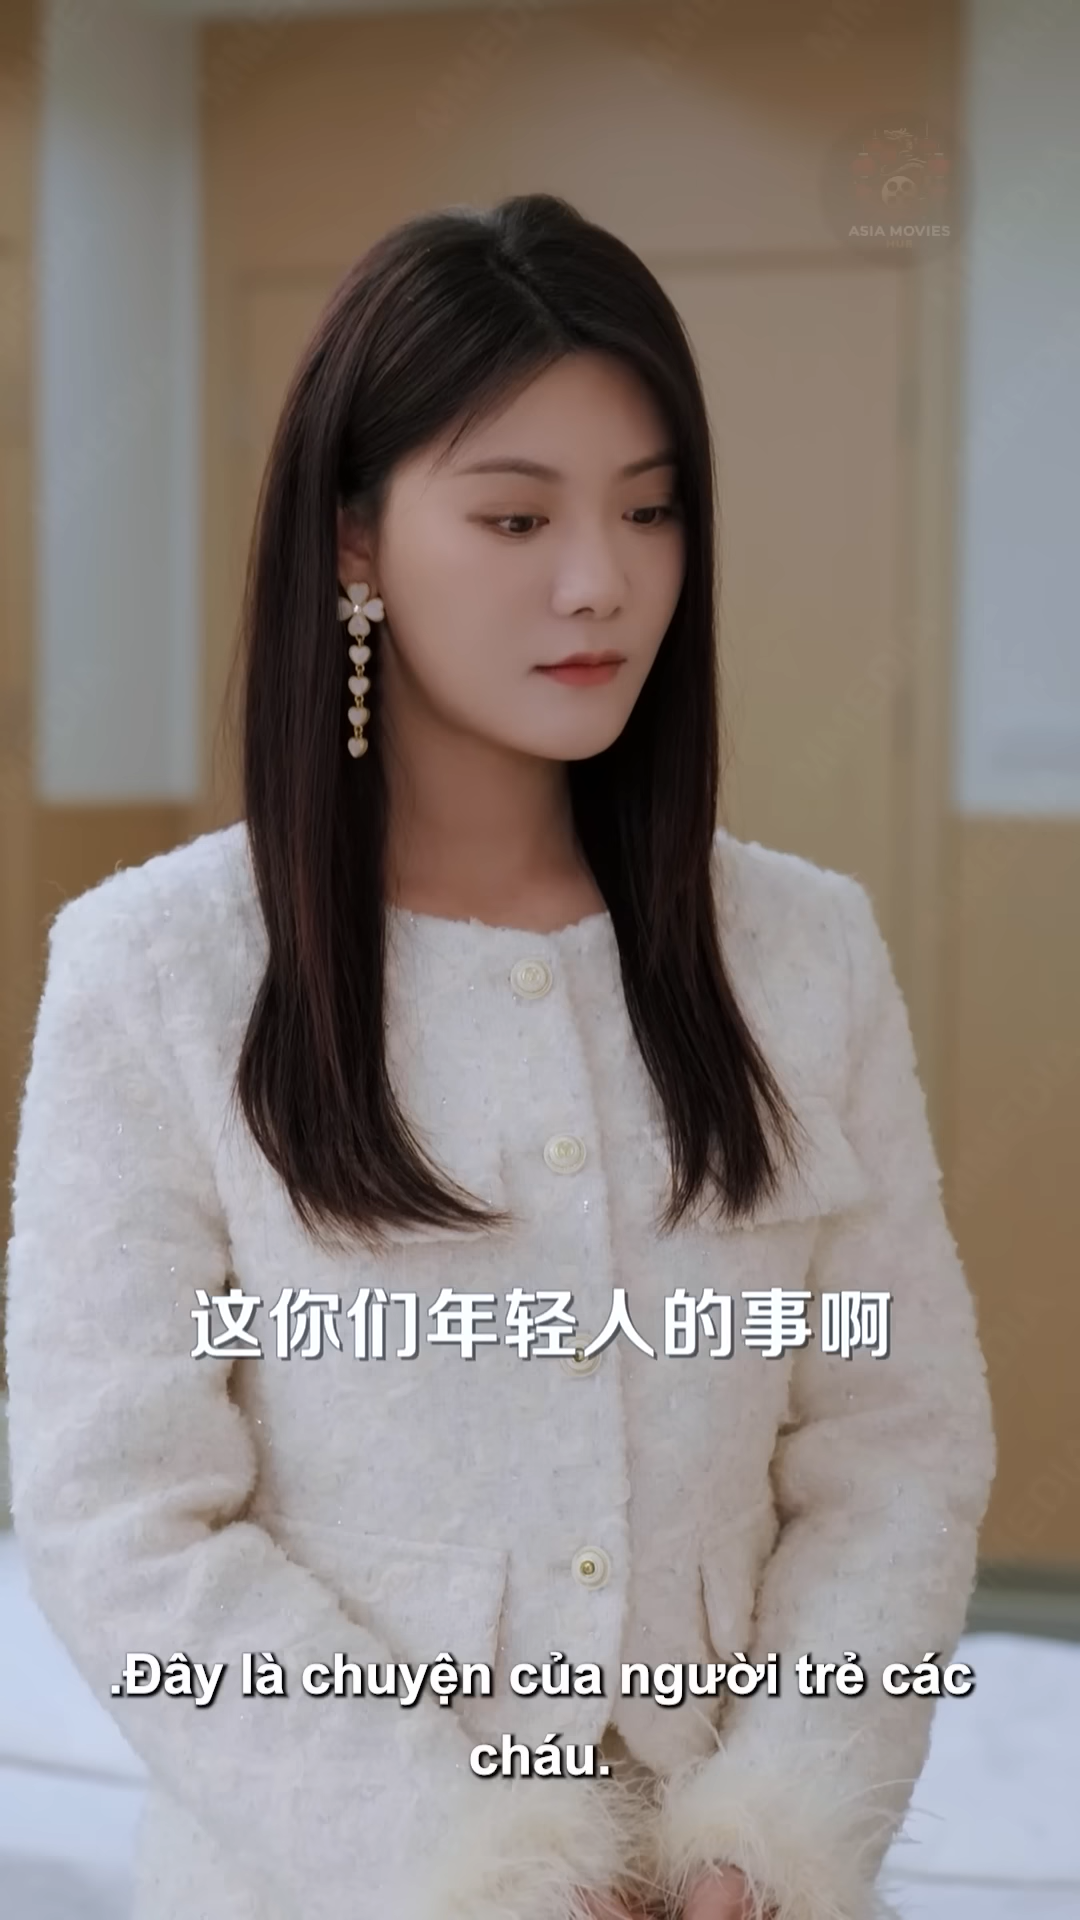 ASIA MOVIES
HUB
这你们年轻人的事啊
.Đây là chuyện của người trẻ các
cháu.